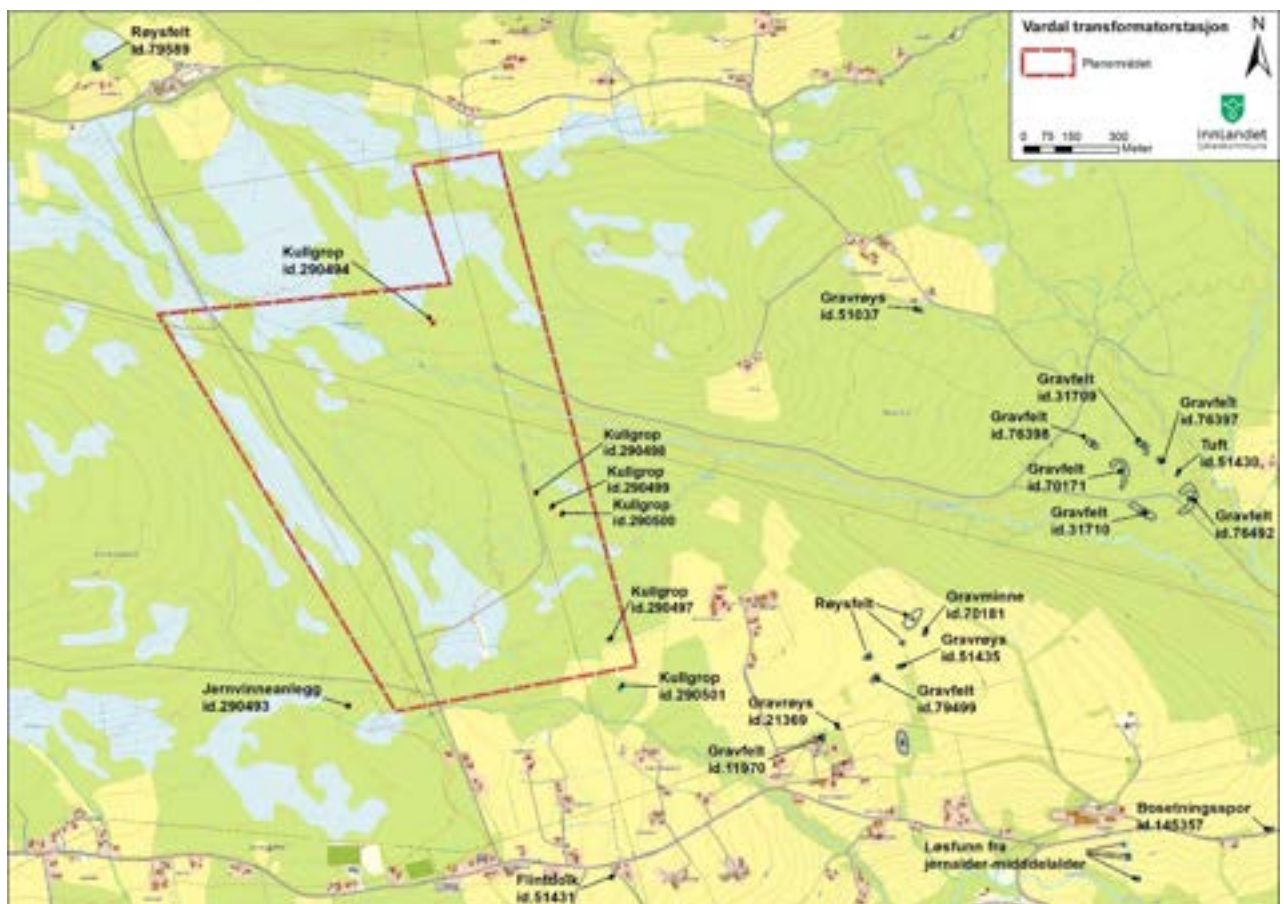 Røysfelt
id.79589
Vardal transformatorstasjon
N
Planområdet
0 75 150 300
Meter
Innlandet
fylkeskommune
Kullgrop
id.290494
Gravrøys
id.51037
Gravfelt
id.31709
Gravfelt
id.76398
Gravfelt
id.76397
Tuft
id.51430
Gravfelt
id.70171
Gravfelt
id.31710
Gravfelt
id.76492
Kullgrop
id.290498
Kullgrop
id.290499
Kullgrop
id.290500
Kullgrop
id.290497
Røysfelt
Gravminne
id.70181
Gravrøys
id.51435
Gravfelt
id.79499
Kullgrop
id.290501
Jernvinneanlegg
id.290493
Gravrøys
id.21369
Gravfelt
id.11970
Bosetningsspor
id.145357
Løsfunn fra
jernalder-midddelalder
Flintdolk
id.51431